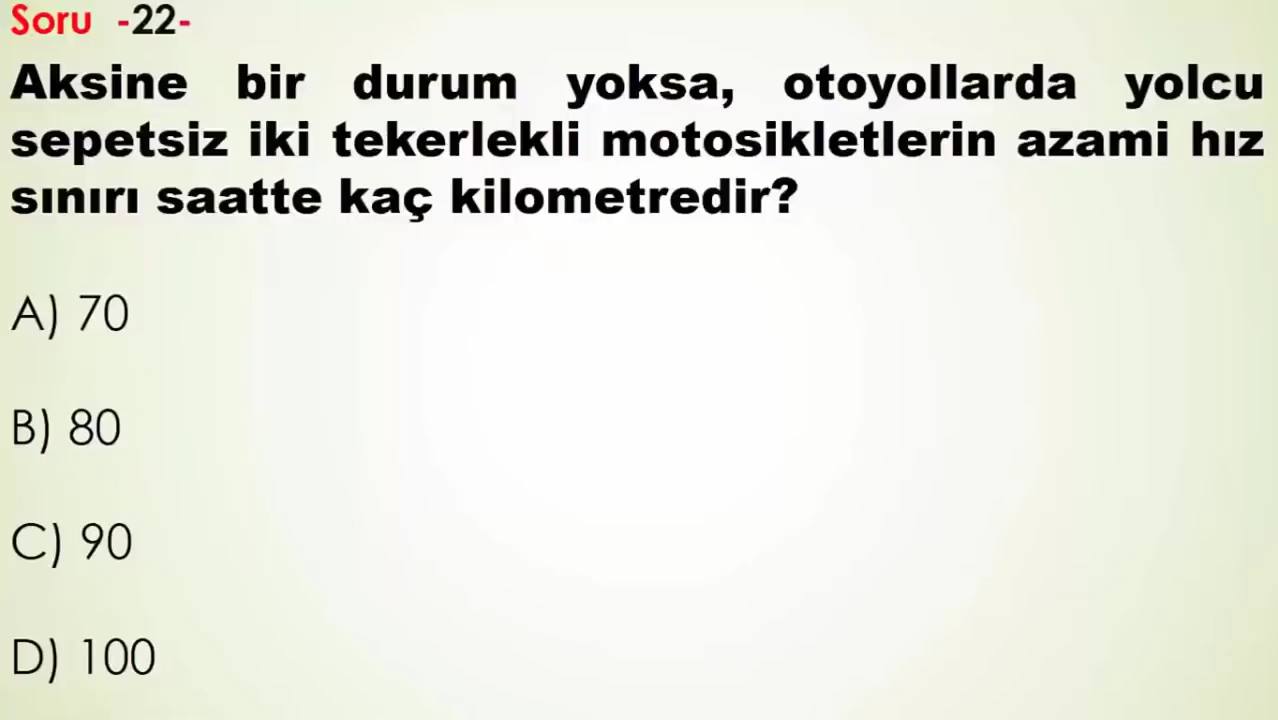 Soru -22-
Aksine bir durum yoksa, otoyollarda yolcu
sepetsiz iki tekerlekli motosikletlerin azami hız
sınırı saatte kaç kilometredir?
A) 70
B) 80
C) 90
D) 100